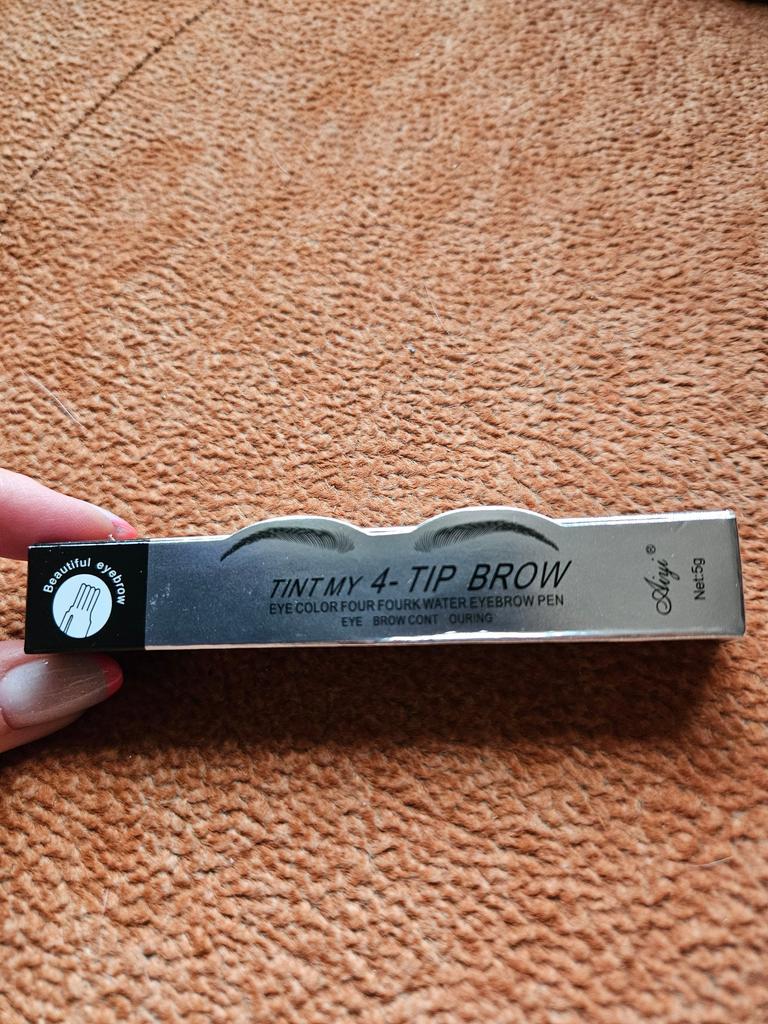 Beautiful eyebrow
TINT MY 4- TIP BROW
EYE COLOR FOUR FOURK WATER EYEBROW PEN
EYE BROW CONT OURING
Aiyi ®
Net:5g